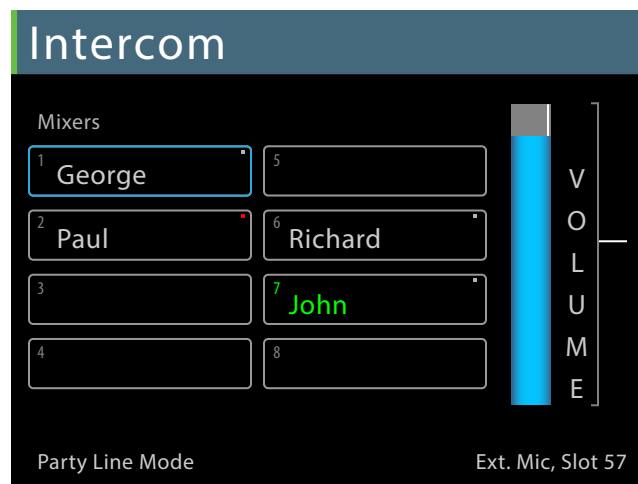 Intercom
Mixers
1 George
5
2 Paul
6 Richard
3
7 John
4
8
VOLUME
Party Line Mode
Ext. Mic, Slot 57